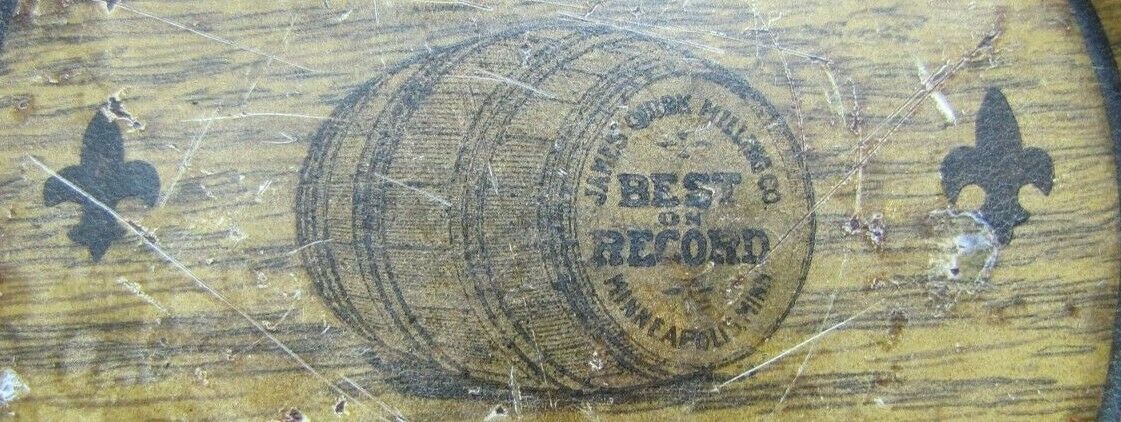 JAMES QUIRK MILLING CO
BEST
ON
RECORD
MINNEAPOLIS, MINN